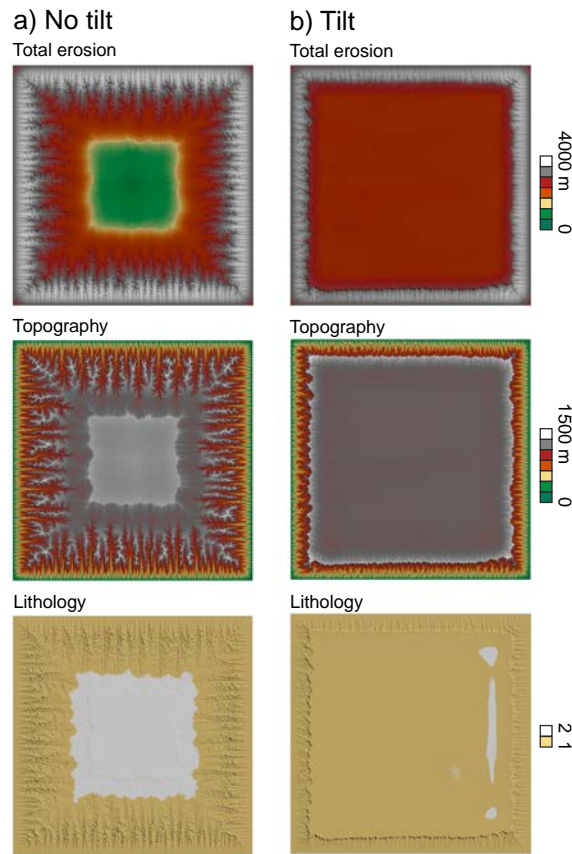 a) No tilt
b) Tilt
Total erosion
Total erosion
4000 m
0
Topography
Topography
1500 m
0
Lithology
Lithology
2
1